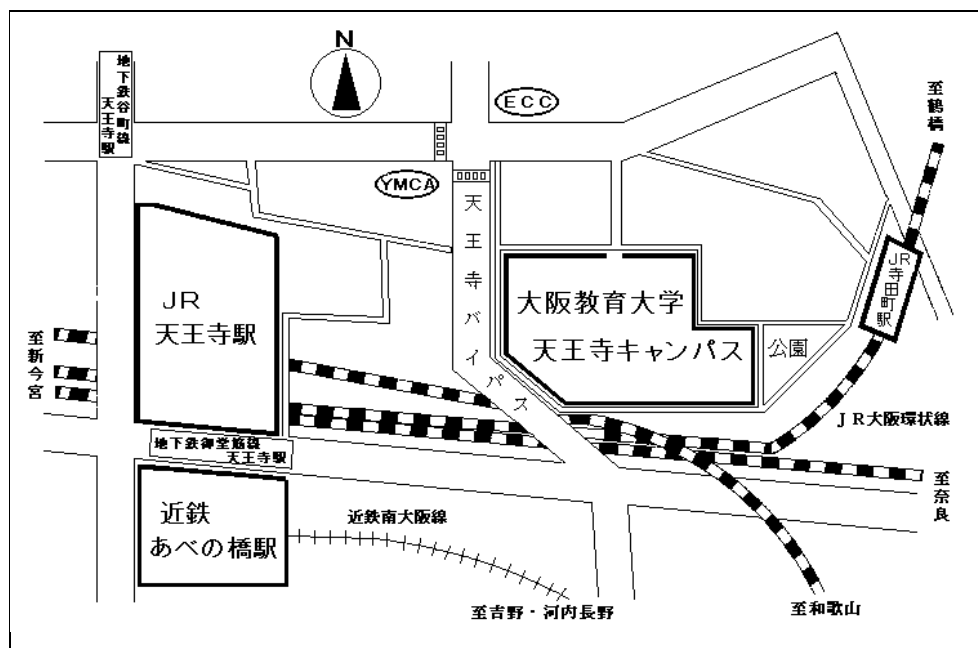 N
地下鉄谷町線
天王寺駅
ECC
至鶴橋
YMCA
天王寺バイパス
JR
天王寺駅
大阪教育大学
天王寺キャンパス
公園
JR
寺田町駅
至新今宮
JR大阪環状線
地下鉄御堂筋線
天王寺駅
至奈良
近鉄
あべの橋駅
近鉄南大阪線
至吉野・河内長野
至和歌山